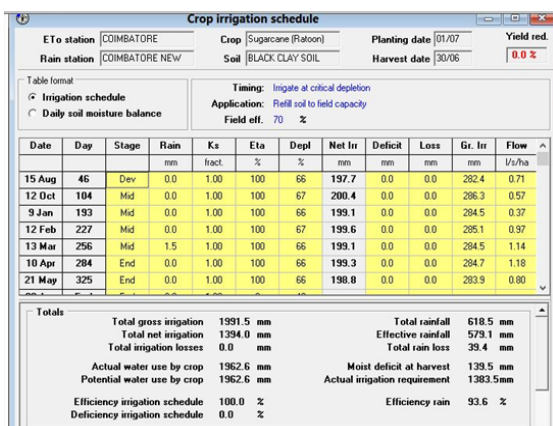 Crop irrigation schedule
ETo station COIMBATORE Crop Sugarcane (Ratoon) Planting date 01/07 Yield red.
Rain station COIMBATORE NEW Soil BLACK CLAY SOIL Harvest date 30/06 0.0 %
Table format
Irrigation schedule
Daily soil moisture balance
Timing: Irrigate at critical depletion
Application: Refill soil to field capacity
Field eff. 70 %
Date Day Stage Rain Ks Eta Depl Net Irr Deficit Loss Gr. Irr Flow
mm fract. % % mm mm mm mm l/s/ha
15 Aug 46 Dev 0.0 1.00 100 66 197.7 0.0 0.0 282.4 0.71
12 Oct 104 Mid 0.0 1.00 100 67 200.4 0.0 0.0 286.3 0.57
9 Jan 193 Mid 0.0 1.00 100 66 199.1 0.0 0.0 284.5 0.37
12 Feb 227 Mid 0.0 1.00 100 67 199.6 0.0 0.0 285.1 0.97
13 Mar 256 Mid 1.5 1.00 100 66 199.1 0.0 0.0 284.5 1.14
10 Apr 284 End 0.0 1.00 100 66 199.3 0.0 0.0 284.7 1.18
21 May 325 End 0.0 1.00 100 66 198.8 0.0 0.0 283.9 0.80
Totals
Total gross irrigation 1991.5 mm Total rainfall 618.5 mm
Total net irrigation 1394.0 mm Effective rainfall 579.1 mm
Total irrigation losses 0.0 mm Total rain loss 39.4 mm
Actual water use by crop 1962.6 mm Moist deficit at harvest 139.5 mm
Potential water use by crop 1962.6 mm Actual irrigation requirement 1383.5mm
Efficiency irrigation schedule 100.0 % Efficiency rain 93.6 %
Deficiency irrigation schedule 0.0 %